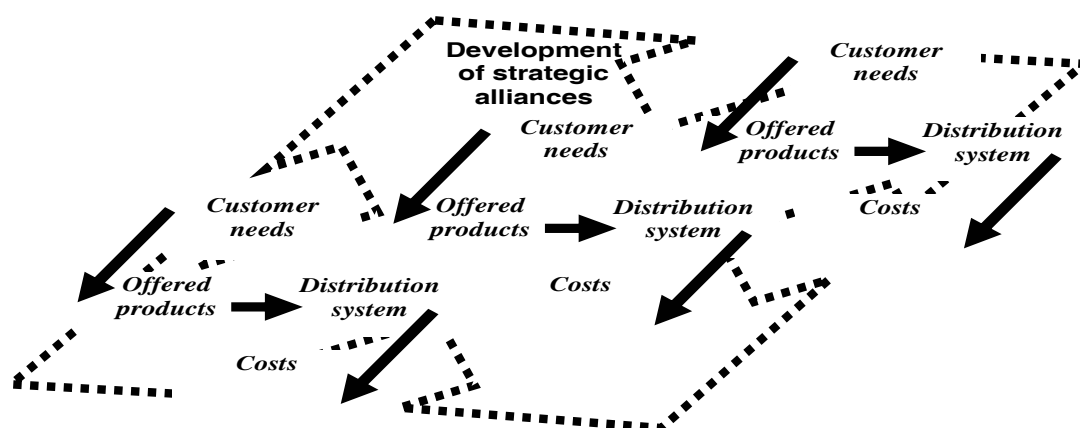 Development
of strategic
alliances
Customer
needs
Offered
products
Distribution
system
Costs
Customer
needs
Offered
products
Distribution
system
Costs
Customer
needs
Offered
products
Distribution
system
Costs